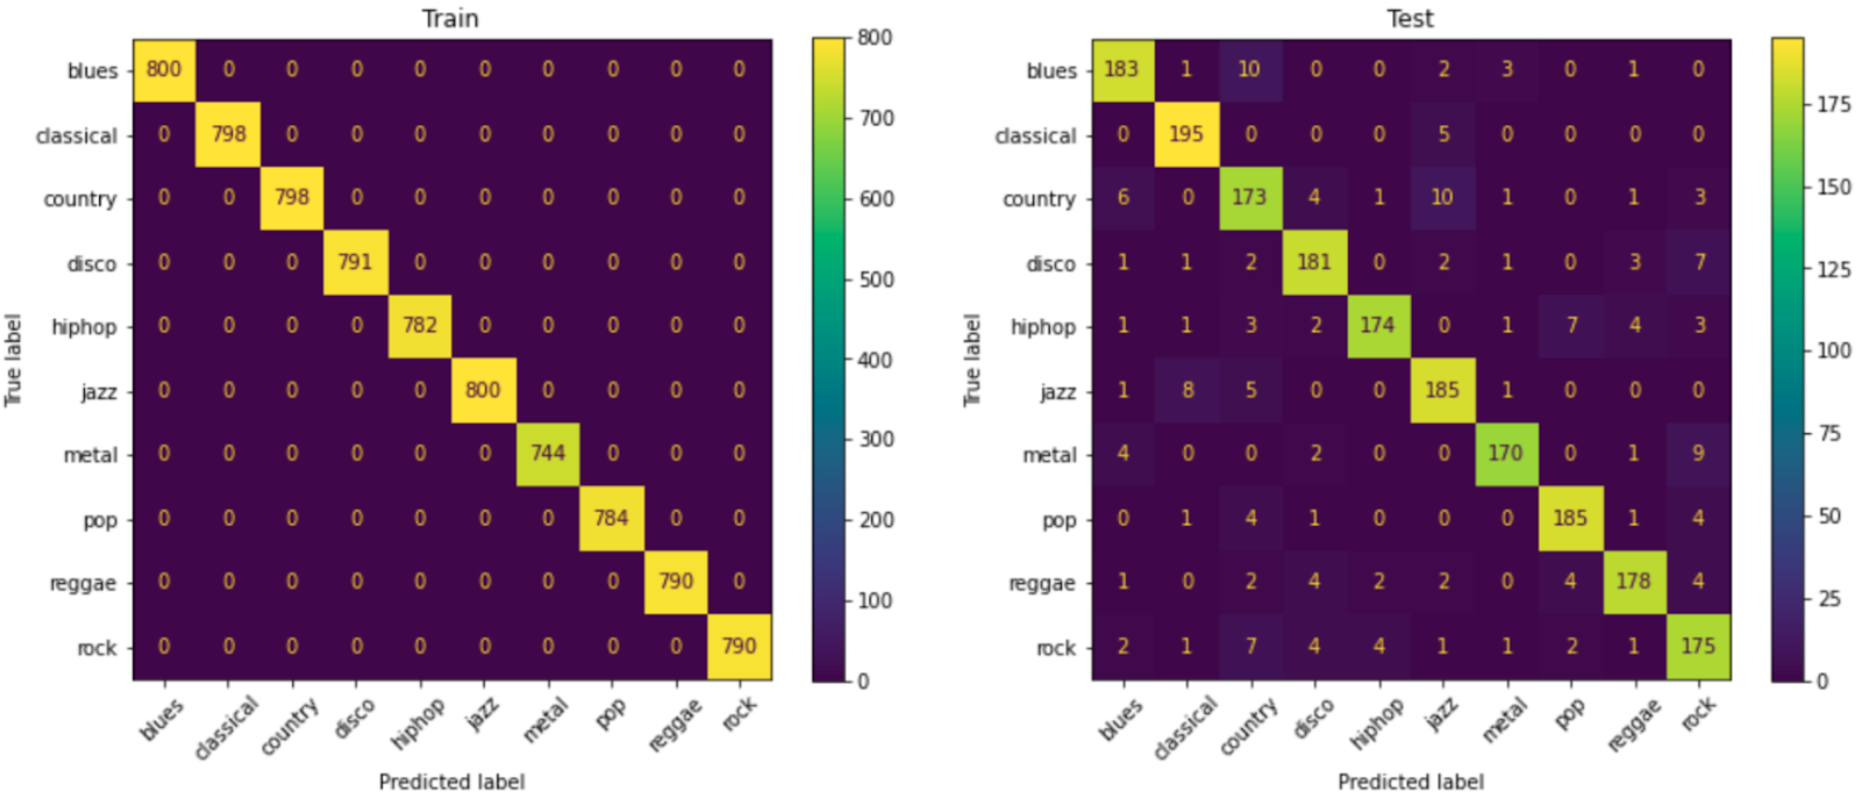 Train
800
blues 800 0 0 0 0 0 0 0 0 0
700
classical 0 798 0 0 0 0 0 0 0 0
600
country 0 0 798 0 0 0 0 0 0 0
disco 0 0 0 791 0 0 0 0 0 0
500
hiphop 0 0 0 0 782 0 0 0 0 0
400
jazz 0 0 0 0 0 800 0 0 0 0
300
metal 0 0 0 0 0 0 744 0 0 0
200
pop 0 0 0 0 0 0 0 784 0 0
reggae 0 0 0 0 0 0 0 0 790 0
100
rock 0 0 0 0 0 0 0 0 0 790
0
True label
blues classical country disco hiphop jazz metal pop reggae rock
Predicted label
Test
blues 183 1 10 0 0 2 3 0 1 0
175
classical 0 195 0 0 0 5 0 0 0 0
150
country 6 0 173 4 1 10 1 0 1 3
disco 1 1 2 181 0 2 1 0 3 7
125
hiphop 1 1 3 2 174 0 1 7 4 3
100
jazz 1 8 5 0 0 185 1 0 0 0
75
metal 4 0 0 2 0 0 170 0 1 9
50
pop 0 1 4 1 0 0 0 185 1 4
reggae 1 0 2 4 2 2 0 4 178 4
25
rock 2 1 7 4 4 1 1 2 1 175
0
True label
blues classical country disco hiphop jazz metal pop reggae rock
Predicted label